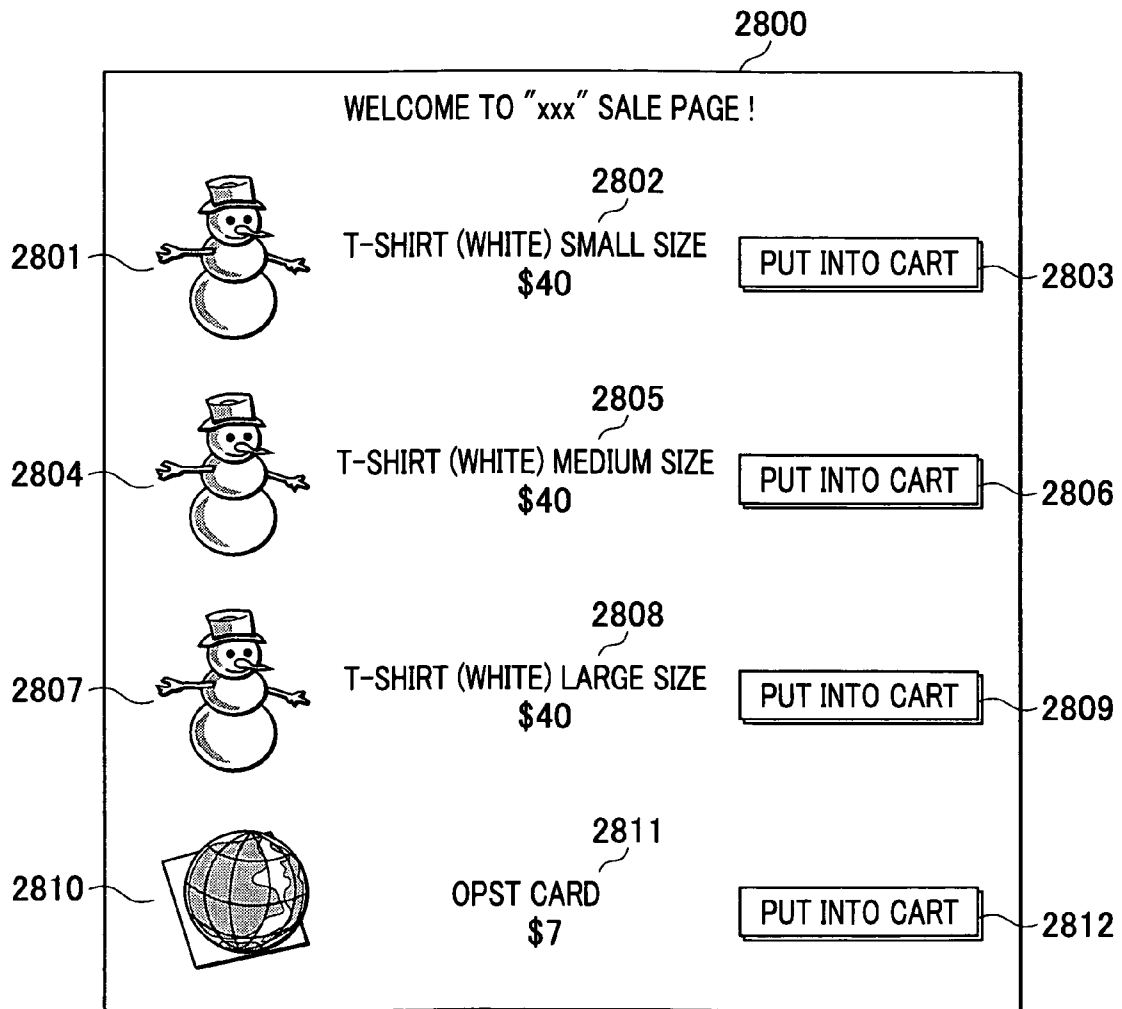 2800
WELCOME TO "xxx" SALE PAGE !
2801
2802
T-SHIRT (WHITE) SMALL SIZE
$40
PUT INTO CART
2803
2804
2805
T-SHIRT (WHITE) MEDIUM SIZE
$40
PUT INTO CART
2806
2807
2808
T-SHIRT (WHITE) LARGE SIZE
$40
PUT INTO CART
2809
2810
2811
OPST CARD
$7
PUT INTO CART
2812